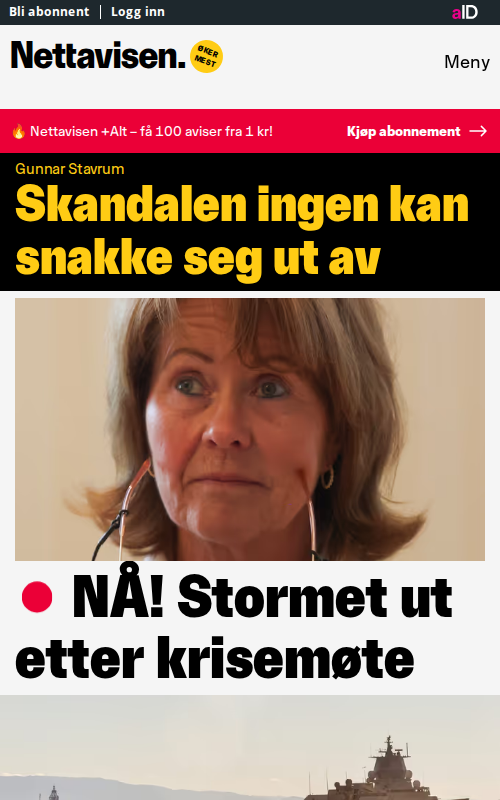 Bli abonnent
Logg inn
aID
Nettavisen.
ØKER
MEST
Meny
🔥 Nettavisen +Alt – få 100 aviser fra 1 kr!
Kjøp abonnement →
Gunnar Stavrum
Skandalen ingen kan
snakke seg ut av
NÅ! Stormet ut
etter krisemøte